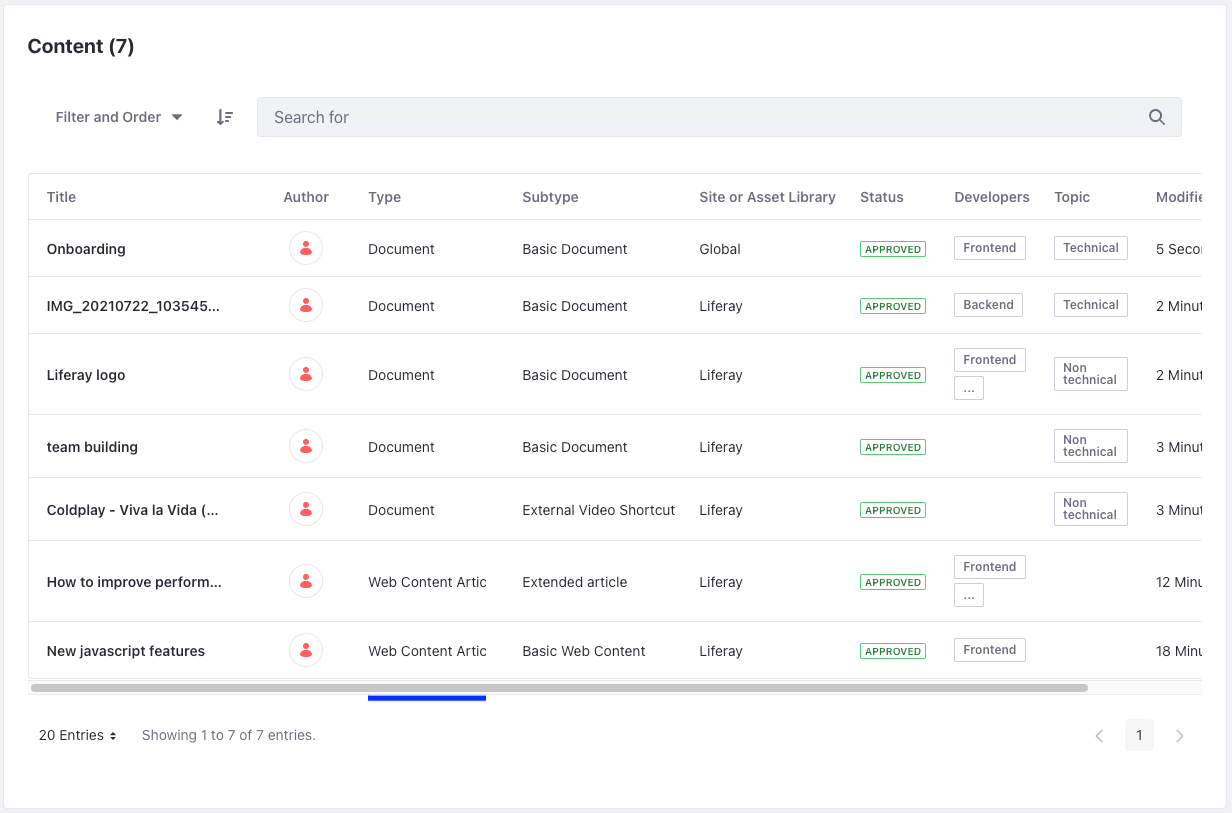 Content (7)
Filter and Order
Search for
Title Author Type Subtype Site or Asset Library Status Developers Topic Modifie
Onboarding Document Basic Document Global APPROVED Frontend Technical 5 Secon
IMG_20210722_103545... Document Basic Document Liferay APPROVED Backend Technical 2 Minut
Liferay logo Document Basic Document Liferay APPROVED Frontend ... Non technical 2 Minut
team building Document Basic Document Liferay APPROVED Non technical 3 Minut
Coldplay - Viva la Vida (... Document External Video Shortcut Liferay APPROVED Non technical 3 Minut
How to improve perform... Web Content Artic Extended article Liferay APPROVED Frontend ... 12 Minu
New javascript features Web Content Artic Basic Web Content Liferay APPROVED Frontend 18 Minu
20 Entries Showing 1 to 7 of 7 entries. 1